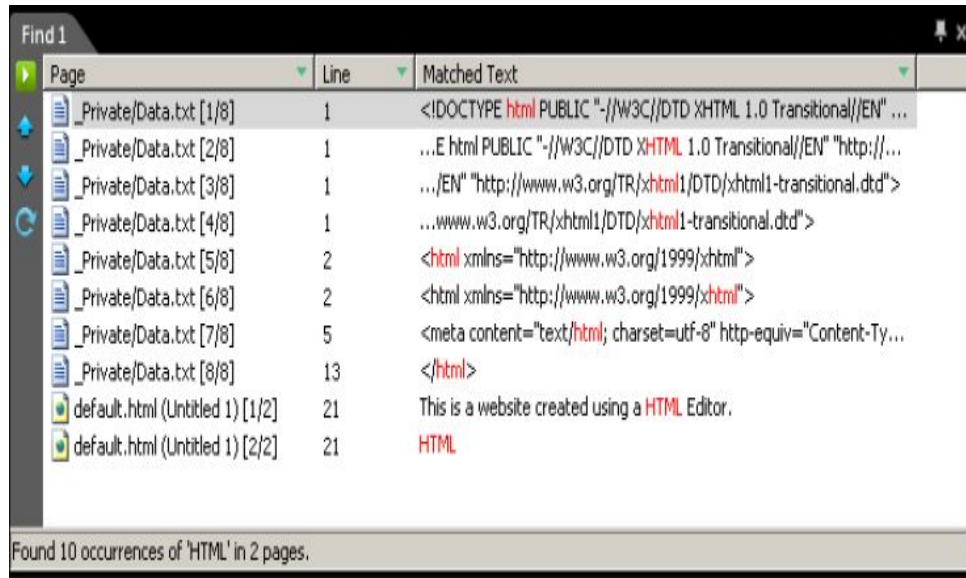 Find 1
Page Line Matched Text
_Private/Data.txt [1/8] 1 <!DOCTYPE html PUBLIC "-//W3C//DTD XHTML 1.0 Transitional//EN" ...
_Private/Data.txt [2/8] 1 ...E html PUBLIC "-//W3C//DTD XHTML 1.0 Transitional//EN" "http://...
_Private/Data.txt [3/8] 1 .../EN" "http://www.w3.org/TR/xhtml1/DTD/xhtml1-transitional.dtd">
_Private/Data.txt [4/8] 1 ...www.w3.org/TR/xhtml1/DTD/xhtml1-transitional.dtd">
_Private/Data.txt [5/8] 2 <html xmlns="http://www.w3.org/1999/xhtml">
_Private/Data.txt [6/8] 2 <html xmlns="http://www.w3.org/1999/xhtml">
_Private/Data.txt [7/8] 5 <meta content="text/html; charset=utf-8" http-equiv="Content-Ty...
_Private/Data.txt [8/8] 13 </html>
default.html (Untitled 1) [1/2] 21 This is a website created using a HTML Editor.
default.html (Untitled 1) [2/2] 21 HTML
Found 10 occurrences of 'HTML' in 2 pages.